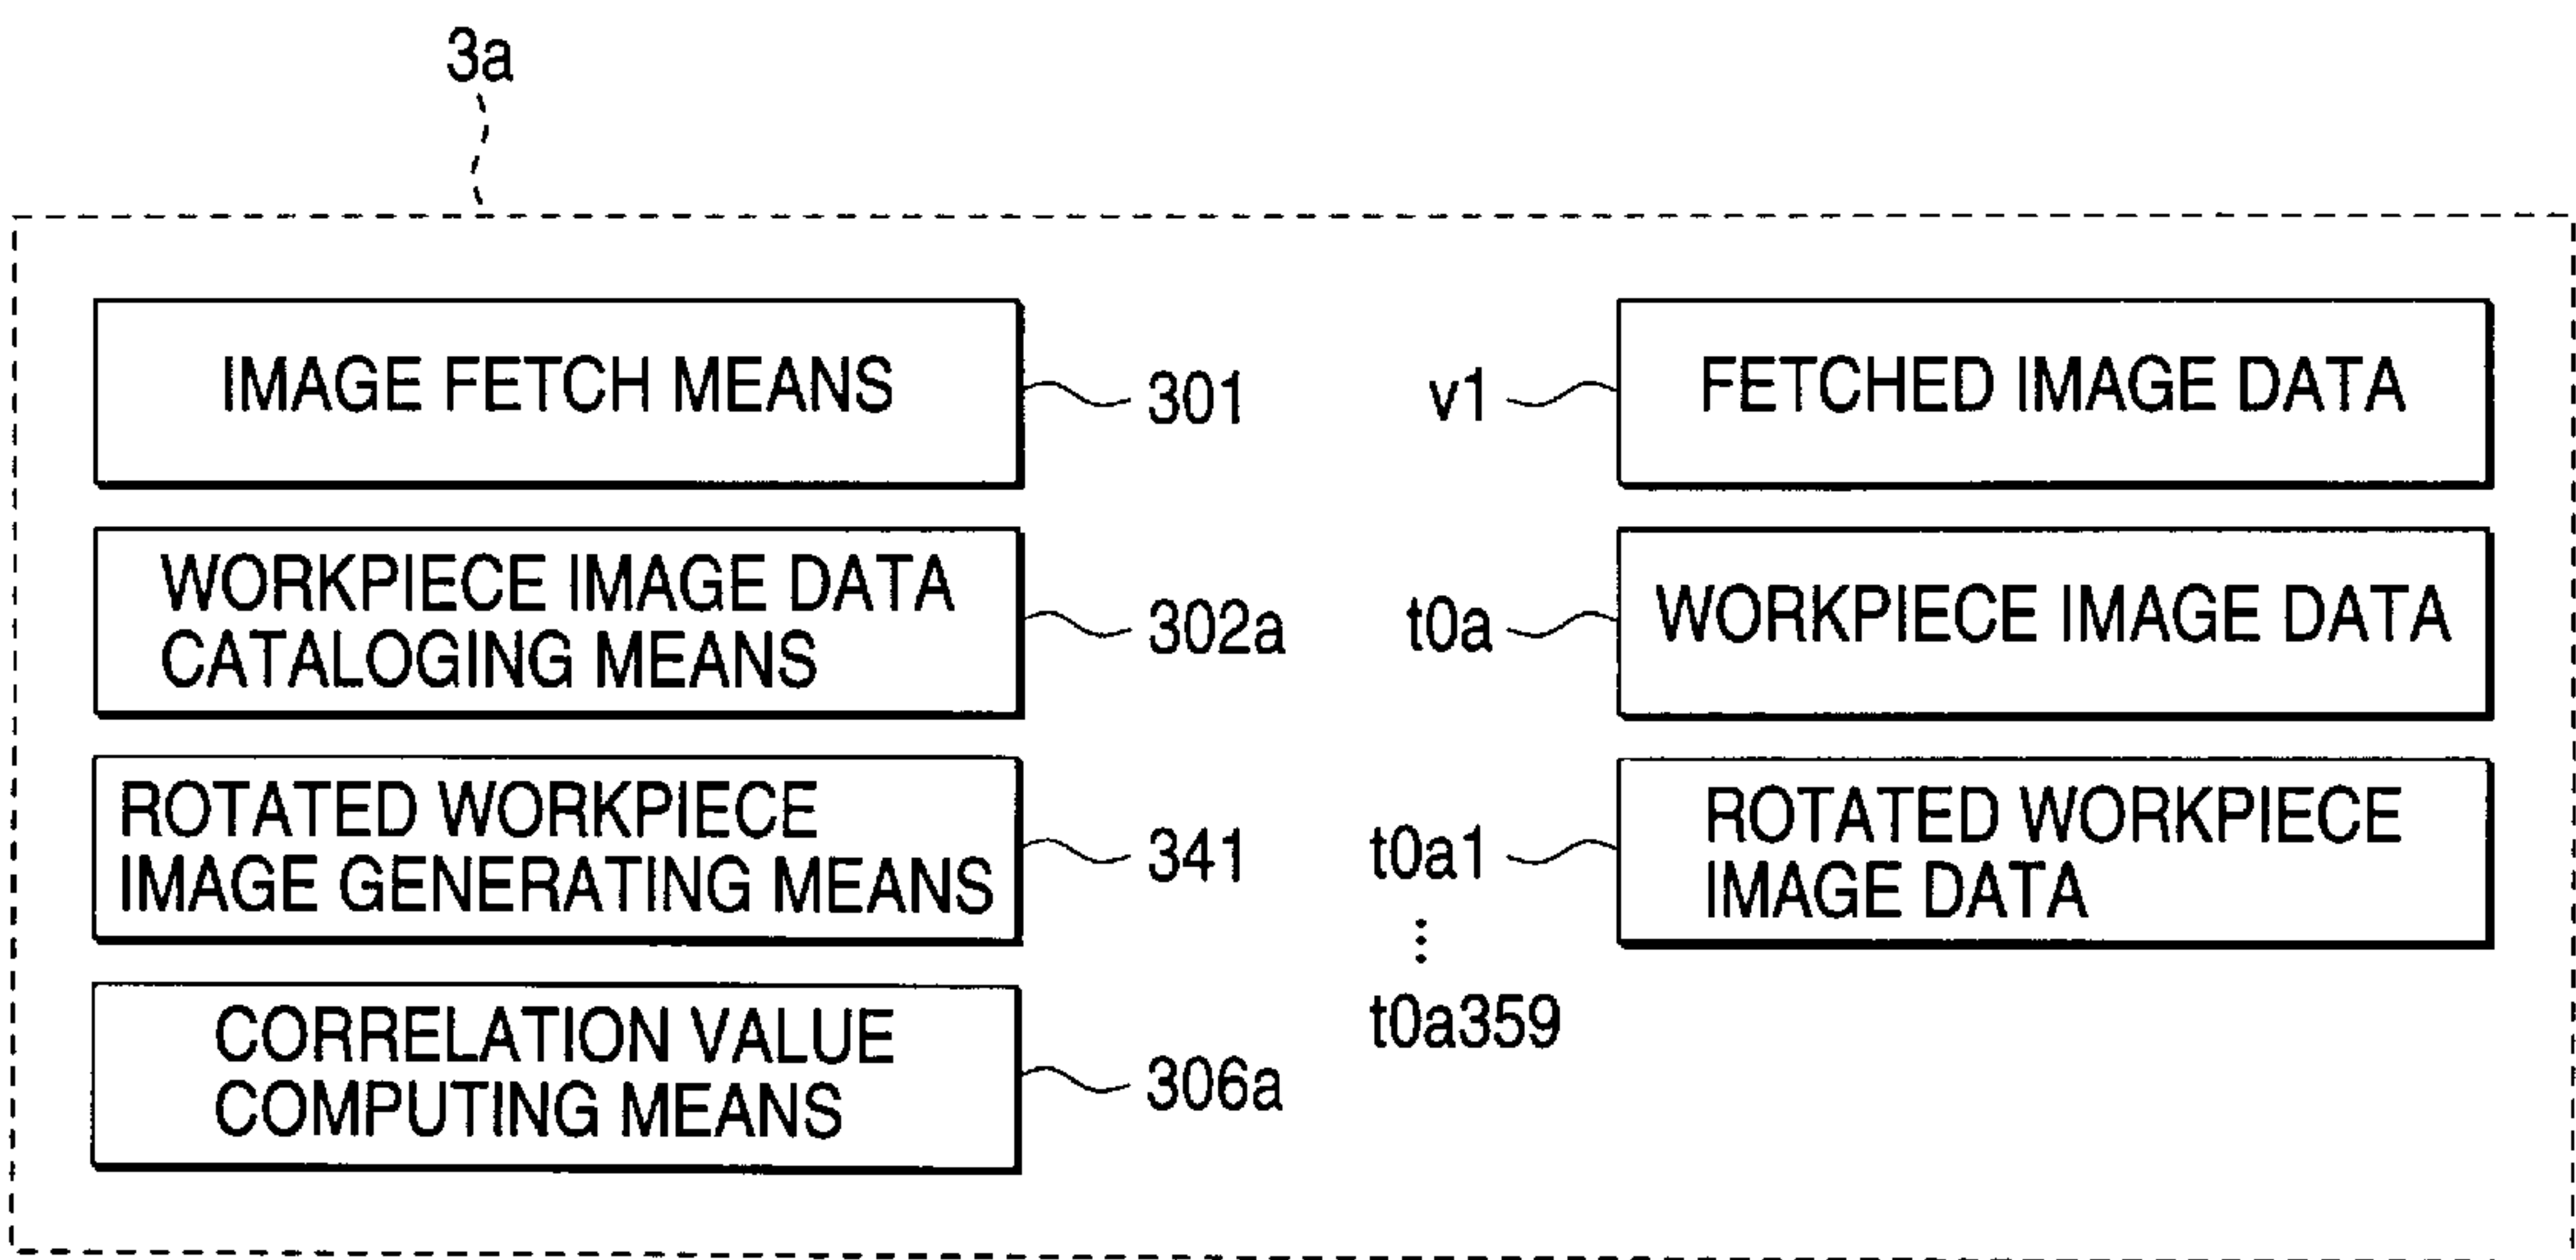 3a
IMAGE FETCH MEANS
301
v1
FETCHED IMAGE DATA
WORKPIECE IMAGE DATA
CATALOGING MEANS
302a
t0a
WORKPIECE IMAGE DATA
ROTATED WORKPIECE
IMAGE GENERATING MEANS
341
t0a1
⋮
t0a359
ROTATED WORKPIECE
IMAGE DATA
CORRELATION VALUE
COMPUTING MEANS
306a